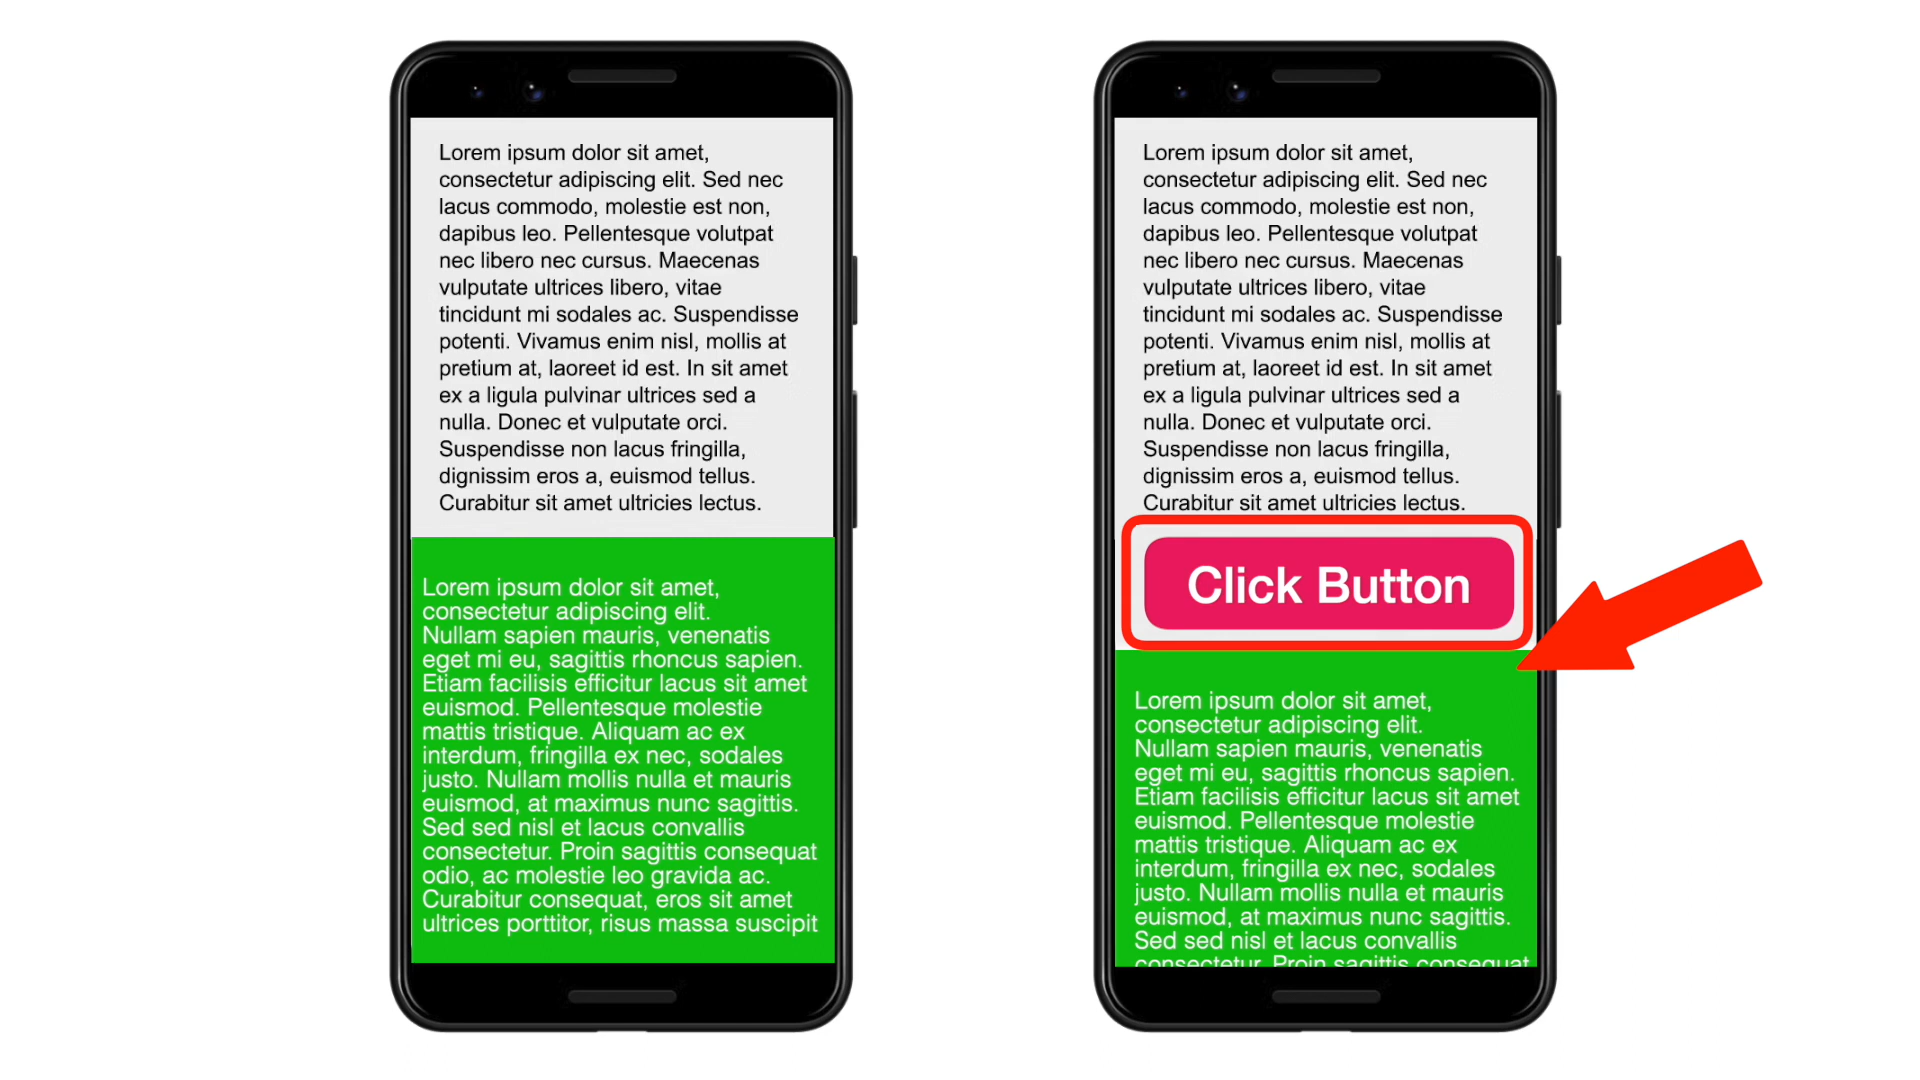 Lorem ipsum dolor sit amet,
consectetur adipiscing elit. Sed nec
lacus commodo, molestie est non,
dapibus leo. Pellentesque volutpat
nec libero nec cursus. Maecenas
vulputate ultrices libero, vitae
tincidunt mi sodales ac. Suspendisse
potenti. Vivamus enim nisl, mollis at
pretium at, laoreet id est. In sit amet
ex a ligula pulvinar ultrices sed a
nulla. Donec et vulputate orci.
Suspendisse non lacus fringilla,
dignissim eros a, euismod tellus.
Curabitur sit amet ultricies lectus.
Lorem ipsum dolor sit amet,
consectetur adipiscing elit.
Nullam sapien mauris, venenatis
eget mi eu, sagittis rhoncus sapien.
Etiam facilisis efficitur lacus sit amet
euismod. Pellentesque molestie
mattis tristique. Aliquam ac ex
interdum, fringilla ex nec, sodales
justo. Nullam mollis nulla et mauris
euismod, at maximus nunc sagittis.
Sed sed nisl et lacus convallis
consectetur. Proin sagittis consequat
odio, ac molestie leo gravida ac.
Curabitur consequat, eros sit amet
ultrices porttitor, risus massa suscipit
Lorem ipsum dolor sit amet,
consectetur adipiscing elit. Sed nec
lacus commodo, molestie est non,
dapibus leo. Pellentesque volutpat
nec libero nec cursus. Maecenas
vulputate ultrices libero, vitae
tincidunt mi sodales ac. Suspendisse
potenti. Vivamus enim nisl, mollis at
pretium at, laoreet id est. In sit amet
ex a ligula pulvinar ultrices sed a
nulla. Donec et vulputate orci.
Suspendisse non lacus fringilla,
dignissim eros a, euismod tellus.
Curabitur sit amet ultricies lectus.
Click Button
Lorem ipsum dolor sit amet,
consectetur adipiscing elit.
Nullam sapien mauris, venenatis
eget mi eu, sagittis rhoncus sapien.
Etiam facilisis efficitur lacus sit amet
euismod. Pellentesque molestie
mattis tristique. Aliquam ac ex
interdum, fringilla ex nec, sodales
justo. Nullam mollis nulla et mauris
euismod, at maximus nunc sagittis.
Sed sed nisl et lacus convallis
consectetur. Proin sagittis consequat